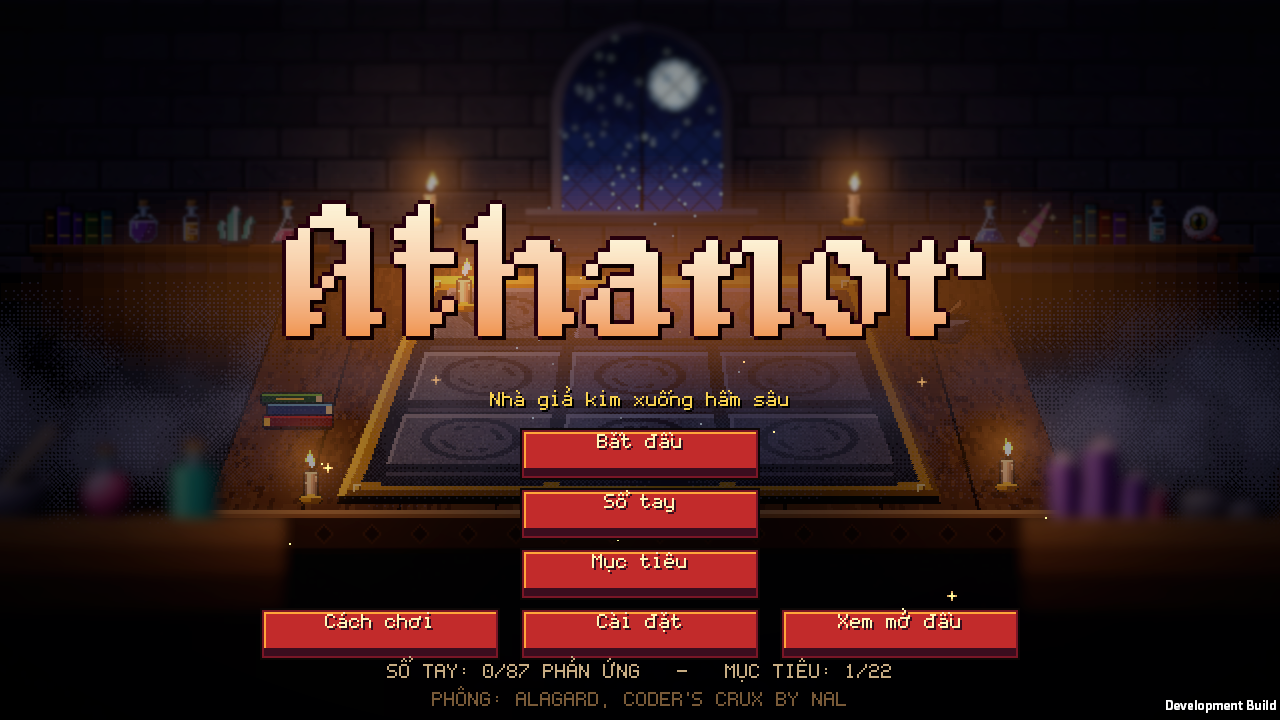 Athanor
Nhà giả kim xuống hầm sâu
Bắt đầu
Sổ tay
Mục tiêu
Cách chơi
Cài đặt
Xem mở đầu
SỔ TAY: 0/87 PHẢN ỨNG – MỤC TIÊU: 1/22
PHÔNG: ALAGARD, CODER'S CRUX BY NAL
Development Build